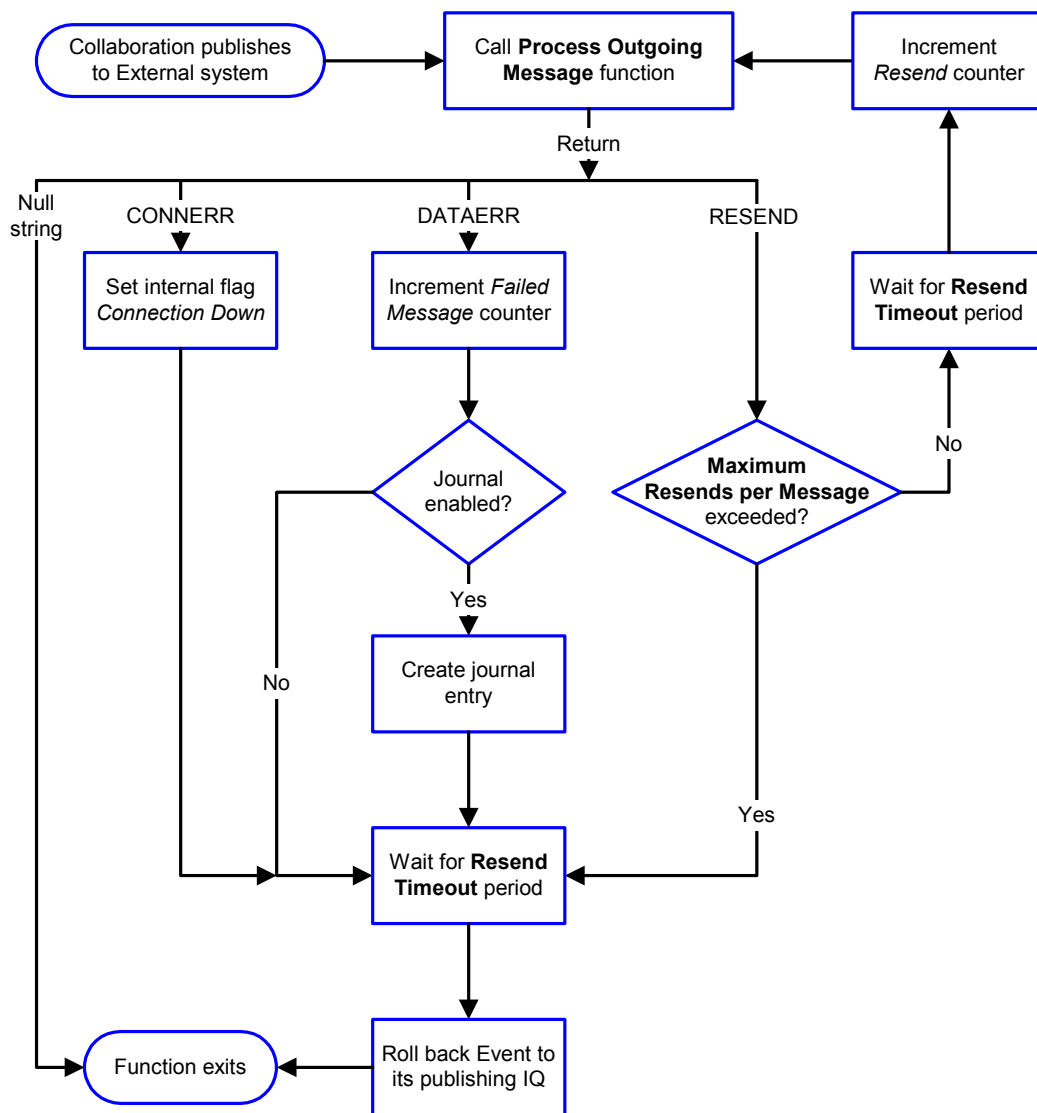 Collaboration publishes
to External system
Call Process Outgoing
Message function
Increment
Resend counter
Return
Null
string
CONNERR
DATAERR
RESEND
Set internal flag
Connection Down
Increment Failed
Message counter
Wait for Resend
Timeout period
No
Journal
enabled?
Maximum
Resends per Message
exceeded?
Yes
No
Create journal
entry
Yes
Wait for Resend
Timeout period
Function exits
Roll back Event to
its publishing IQ